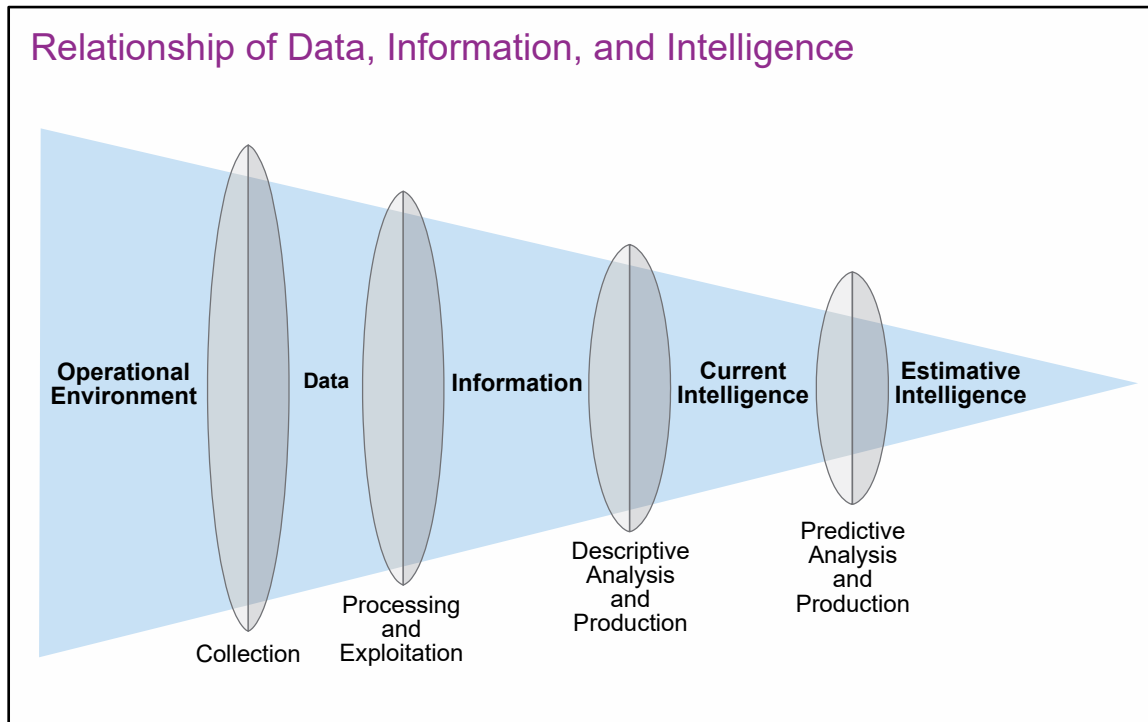 Relationship of Data, Information, and Intelligence
Operational
Environment
Data
Information
Current
Intelligence
Estimative
Intelligence
Collection
Processing
and
Exploitation
Descriptive
Analysis
and
Production
Predictive
Analysis
and
Production